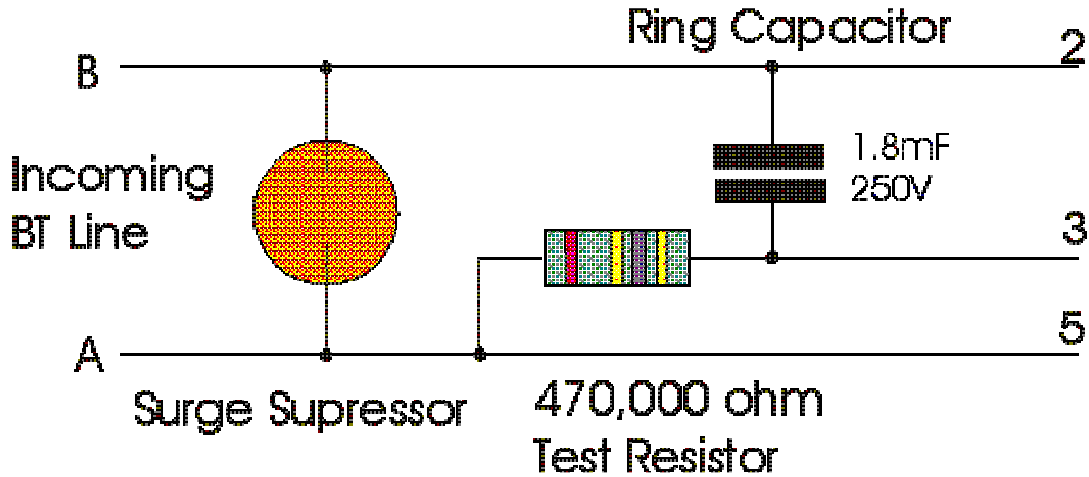 Ring Capacitor
2
B
1.8mF
250V
Incoming
BT Line
3
5
A
Surge Supressor
470,000 ohm
Test Resistor